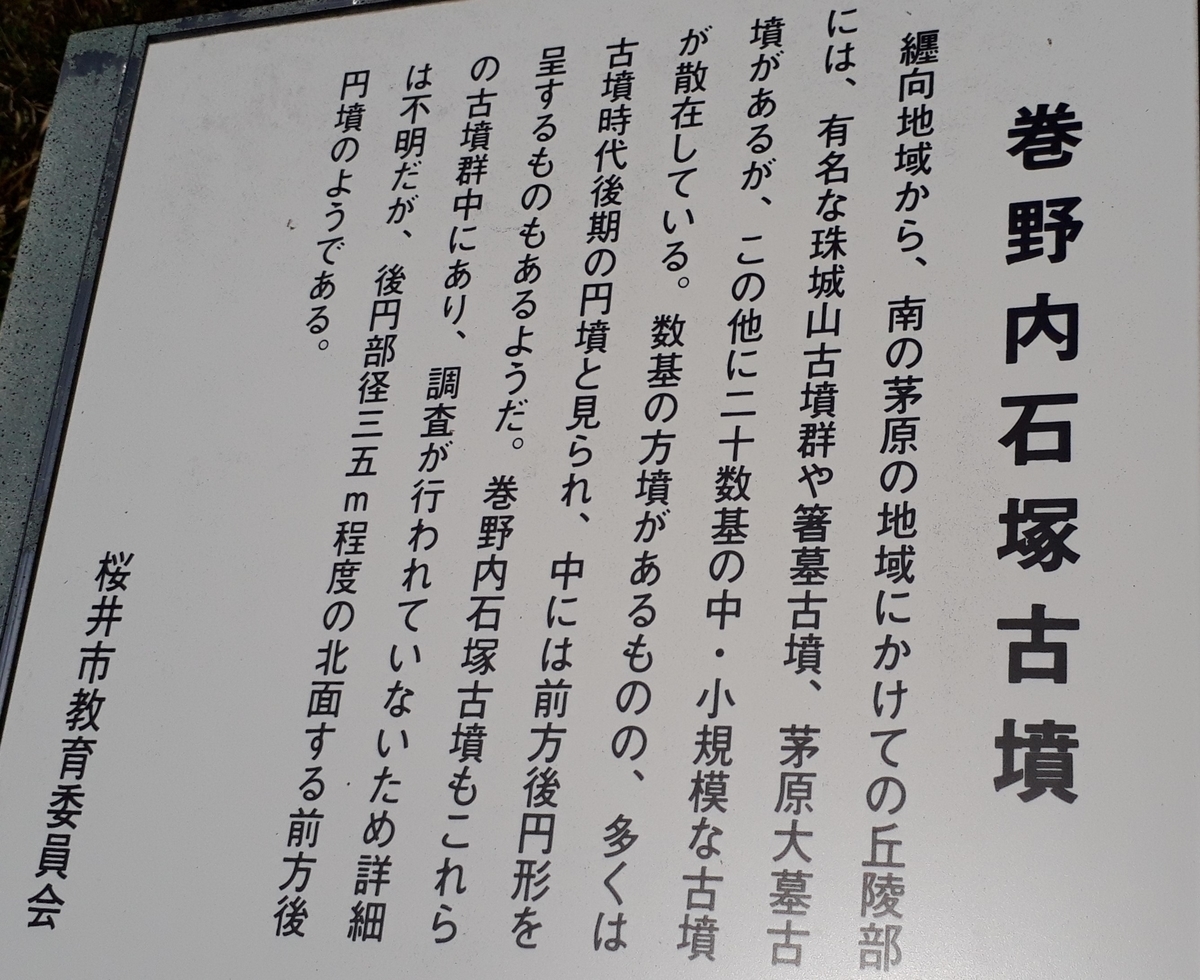 巻野内石塚古墳
纒向地域から、南の茅原の地域にかけての丘陵部
には、有名な珠城山古墳群や箸墓古墳、茅原大墓古
墳があるが、この他に二十数基の中・小規模な古墳
が散在している。数基の方墳があるものの、多くは
古墳時代後期の円墳と見られ、中には前方後円形を
呈するものもあるようだ。巻野内石塚古墳もこれら
の古墳群中にあり、調査が行われていないため詳細
は不明だが、後円部径三五m程度の北面する前方後
円墳のようである。
桜井市教育委員会